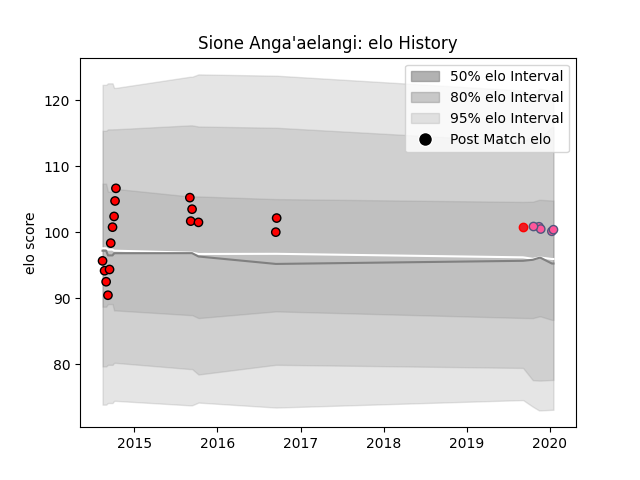 Sione Anga'aelangi: elo History
50% elo Interval
80% elo Interval
95% elo Interval
Post Match elo
elo score
120
110
100
90
80
2015 2016 2017 2018 2019 2020